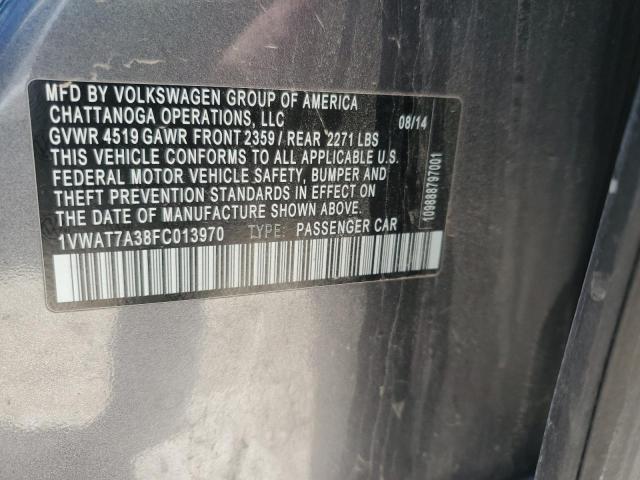 MFD BY VOLKSWAGEN GROUP OF AMERICA
CHATTANOGA OPERATIONS, LLC 08/14
GVWR 4519 GAWR FRONT 2359 / REAR 2271 LBS
THIS VEHICLE CONFORMS TO ALL APPLICABLE U.S.
FEDERAL MOTOR VEHICLE SAFETY, BUMPER AND
THEFT PREVENTION STANDARDS IN EFFECT ON
THE DATE OF MANUFACTURE SHOWN ABOVE.
1VWAT7A38FC013970 TYPE: PASSENGER CAR
109888797001